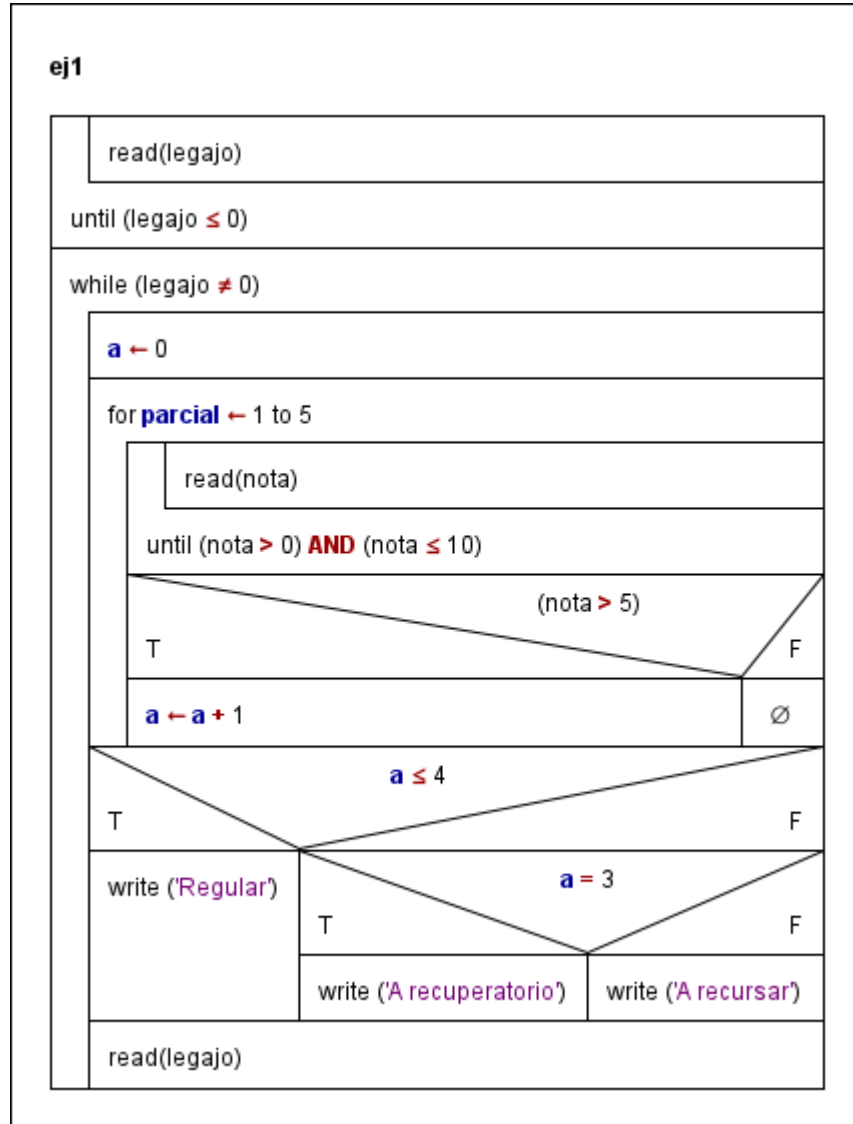 ej1
read(legajo)
until (legajo ≤ 0)
while (legajo ≠ 0)
a ← 0
for parcial ← 1 to 5
read(nota)
until (nota > 0) AND (nota ≤ 10)
(nota > 5)
T F
a ← a + 1 ∅
a ≤ 4
T F
write ('Regular')
a = 3
T F
write ('A recuperatorio') write ('A recursar')
read(legajo)